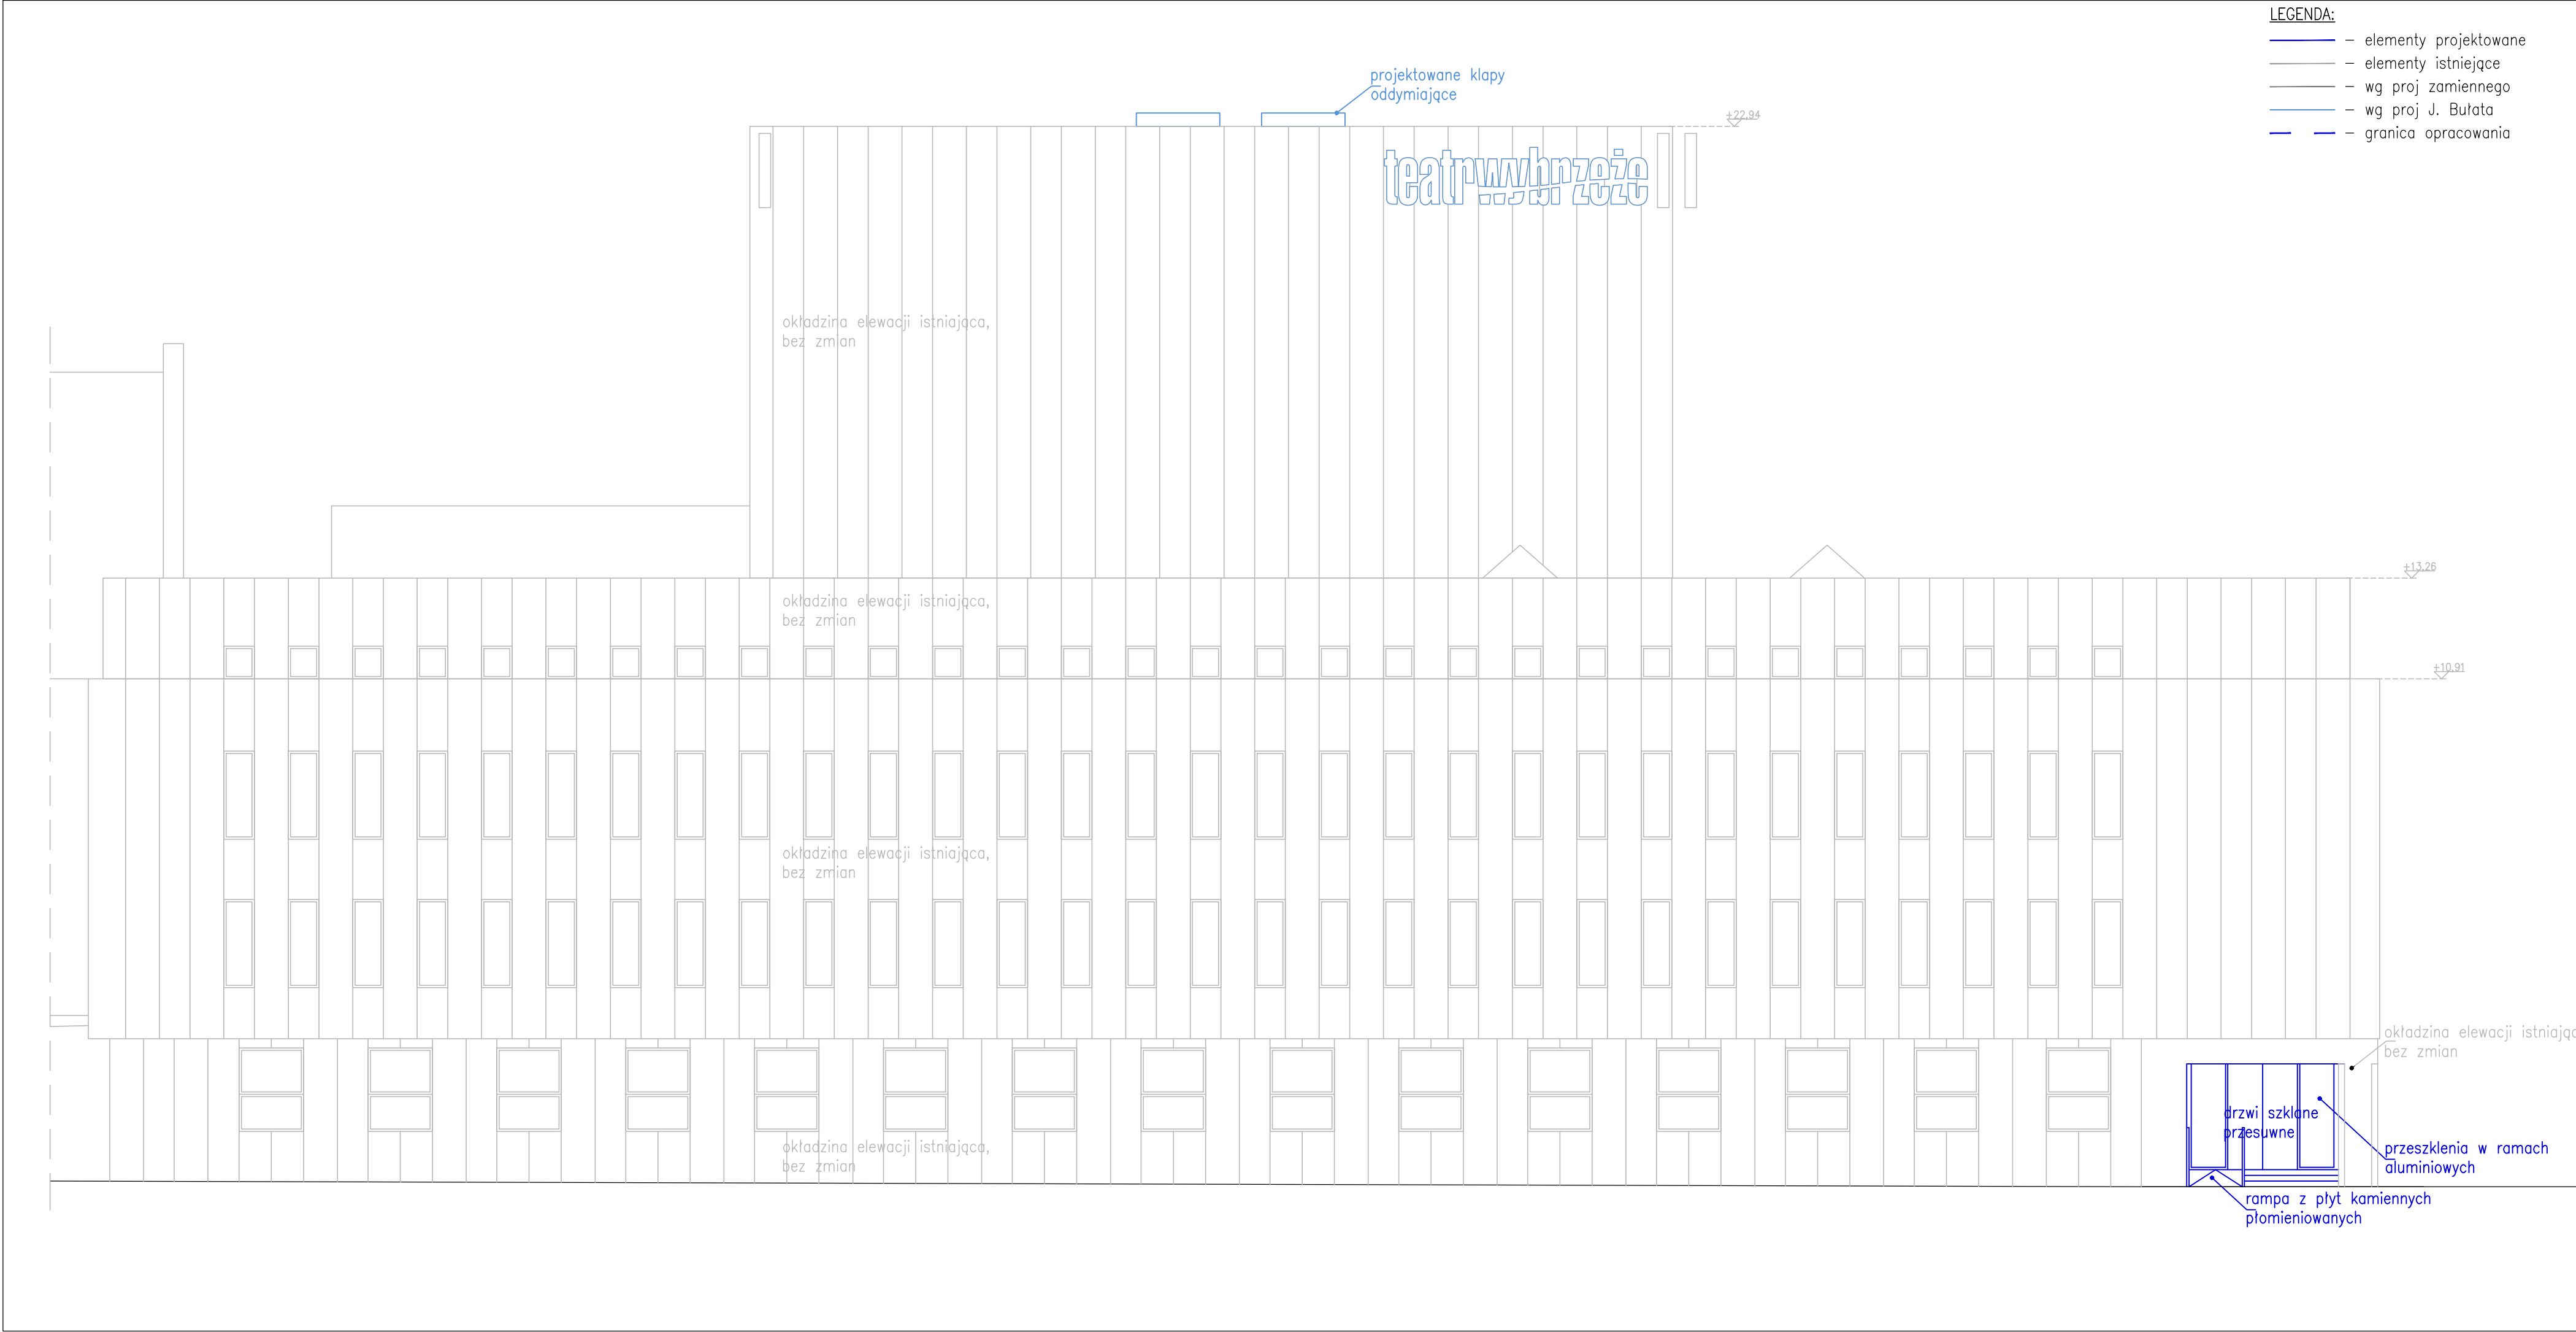 LEGENDA:
— elementy projektowane
— elementy istniejące
— wg proj zamiennego
— wg proj J. Bułata
— granica opracowania
projektowane klapy
oddymiające
+22,94
teatrwybrzeże
okładzina elewacji istniająca,
bez zmian
+13,26
okładzina elewacji istniająca,
bez zmian
+10,91
okładzina elewacji istniająca,
bez zmian
okładzina elewacji
bez zmian
drzwi szklane
przesuwne
okładzina elewacji istniająca,
bez zmian
przeszklenia w ramach
aluminiowych
rampa z płyt kamiennych
płomieniowanych